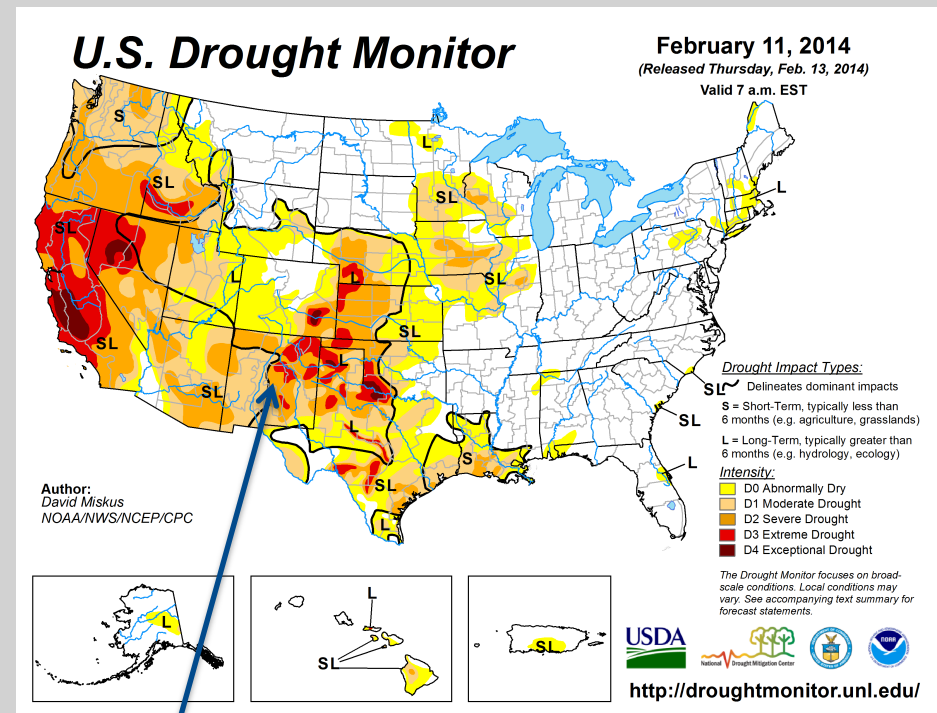 U.S. Drought Monitor
February 11, 2014
(Released Thursday, Feb. 13, 2014)
Valid 7 a.m. EST
S
L
SL
SL
L
SL
L
L
SL
SL
L
SL
SL
L
S
SL
L
SL
SL
L
Drought Impact Types:
Delineates dominant impacts
S = Short-Term, typically less than
6 months (e.g. agriculture, grasslands)
L = Long-Term, typically greater than
6 months (e.g. hydrology, ecology)
Intensity:
D0 Abnormally Dry
D1 Moderate Drought
D2 Severe Drought
D3 Extreme Drought
D4 Exceptional Drought
Author:
David Miskus
NOAA/NWS/NCEP/CPC
The Drought Monitor focuses on broad-
scale conditions. Local conditions may
vary. See accompanying text summary for
forecast statements.
L
L
SL
SL
USDA
National Drought Mitigation Center
NOAA
http://droughtmonitor.unl.edu/